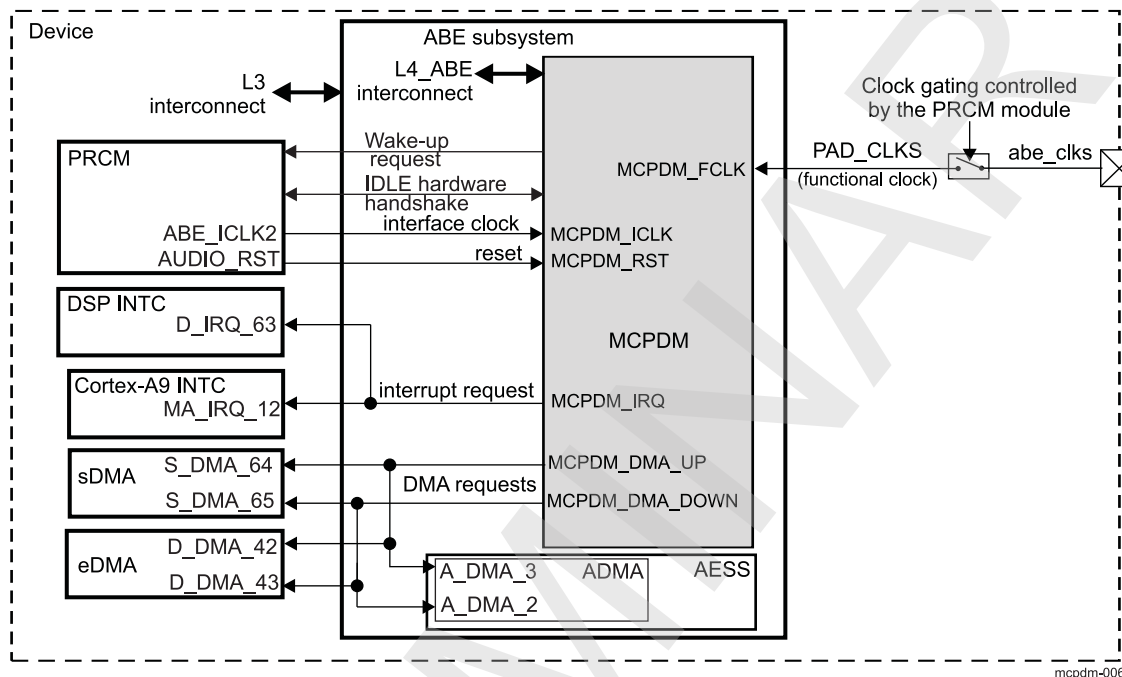 Device
ABE subsystem
L3
interconnect
L4_ABE
interconnect
Clock gating controlled
by the PRCM module
PRCM
Wake-up
request
IDLE hardware
handshake
MCPDM_FCLK
PAD_CLKS
(functional clock)
abe_clks
ABE_ICLK2
interface clock
MCPDM_ICLK
AUDIO_RST
reset
MCPDM_RST
DSP INTC
D_IRQ_63
MCPDM
Cortex-A9 INTC
MA_IRQ_12
interrupt request
MCPDM_IRQ
sDMA
S_DMA_64
MCPDM_DMA_UP
S_DMA_65
DMA requests
MCPDM_DMA_DOWN
eDMA
D_DMA_42
D_DMA_43
A_DMA_3
ADMA
AESS
A_DMA_2
mcpdm-006